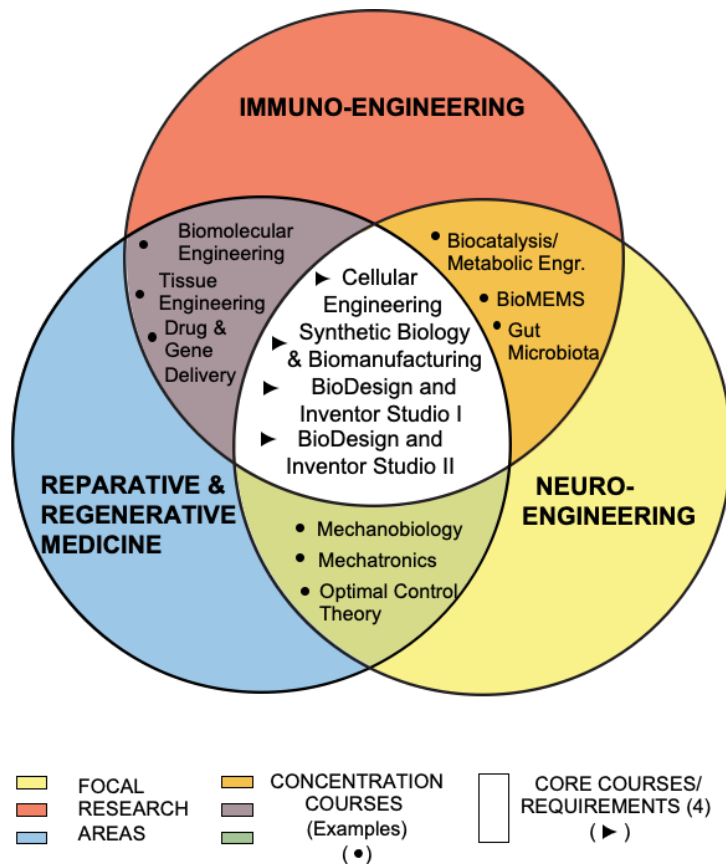 IMMUNO-ENGINEERING
• Biomolecular
Engineering
• Tissue
Engineering
• Drug &
Gene
Delivery
• Biocatalysis/
Metabolic Engr.
• BioMEMS
• Gut
Microbiota
► Cellular
Engineering
► Synthetic Biology
& Biomanufacturing
► BioDesign and
Inventor Studio I
► BioDesign and
Inventor Studio II
REPARATIVE &
REGENERATIVE
MEDICINE
NEURO-
ENGINEERING
• Mechanobiology
• Mechatronics
• Optimal Control
Theory
FOCAL
RESEARCH
AREAS
CONCENTRATION
COURSES
(Examples)
(•)
CORE COURSES/
REQUIREMENTS (4)
(►)